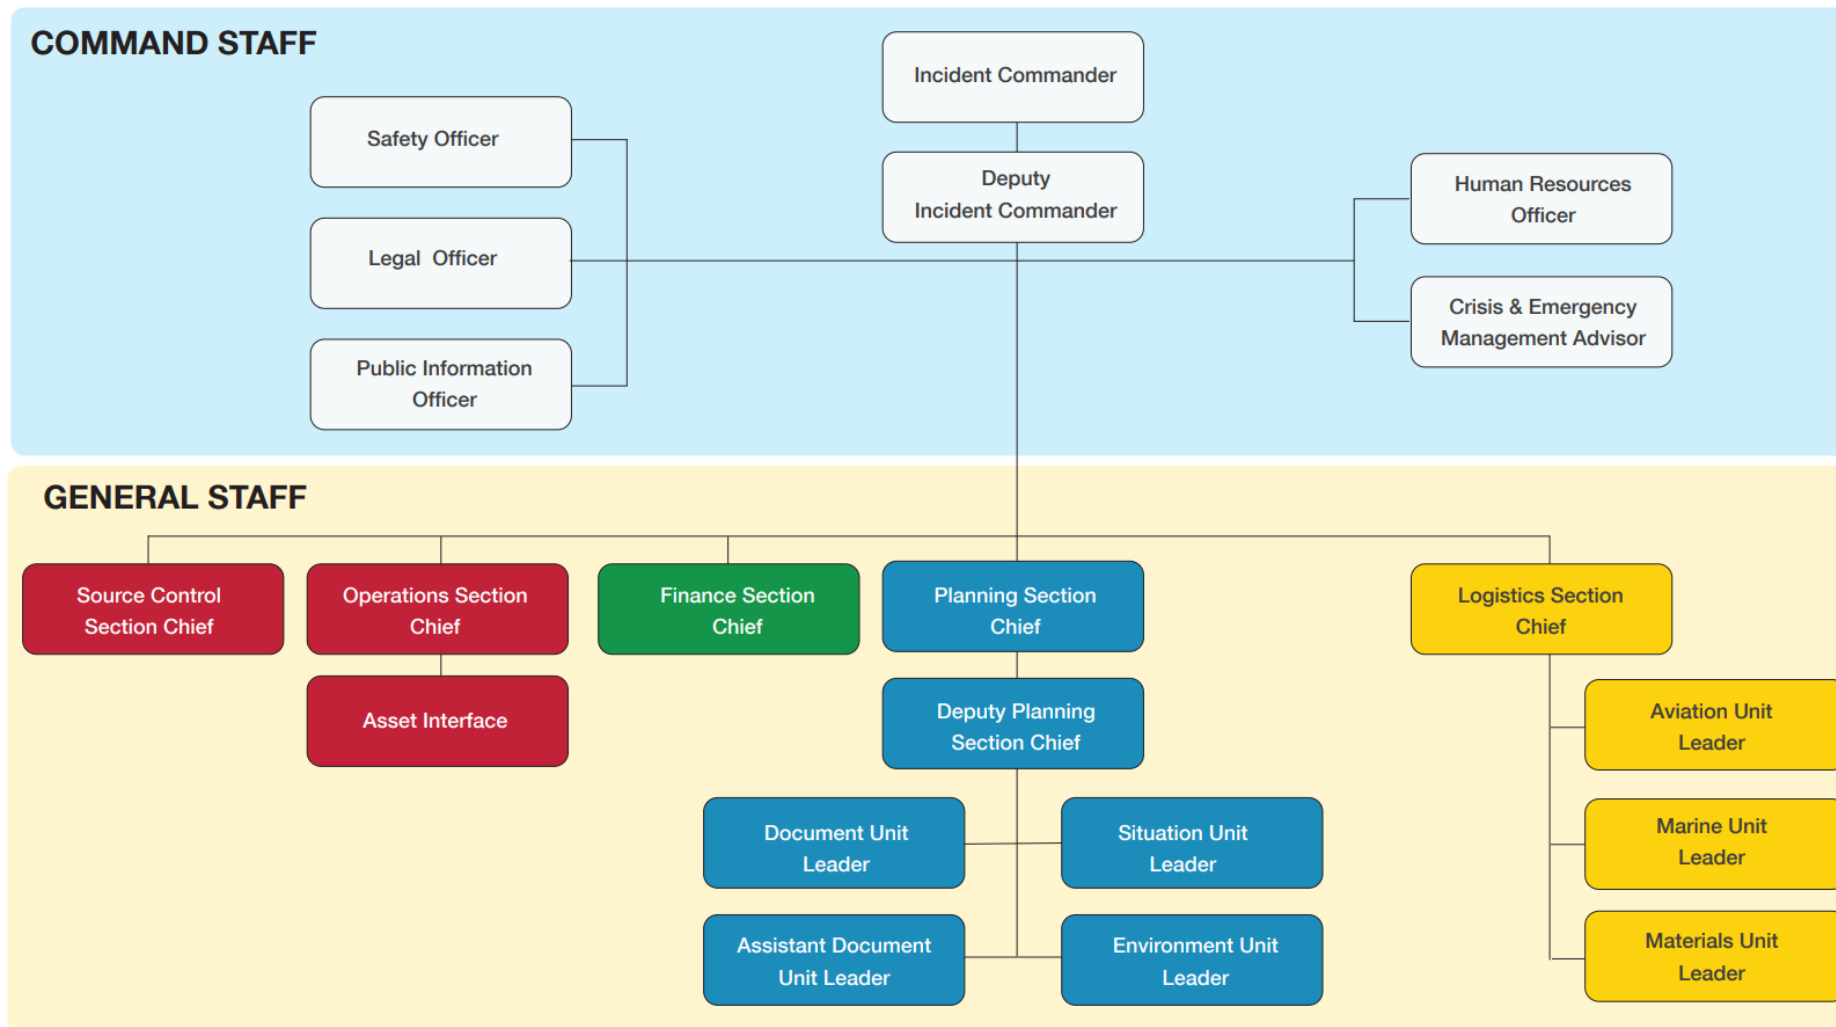 COMMAND STAFF
Incident Commander
Safety Officer
Deputy
Incident Commander
Human Resources
Officer
Legal Officer
Crisis & Emergency
Management Advisor
Public Information
Officer
GENERAL STAFF
Source Control
Section Chief
Operations Section
Chief
Finance Section
Chief
Planning Section
Chief
Logistics Section
Chief
Asset Interface
Deputy Planning
Section Chief
Aviation Unit
Leader
Document Unit
Leader
Situation Unit
Leader
Marine Unit
Leader
Assistant Document
Unit Leader
Environment Unit
Leader
Materials Unit
Leader